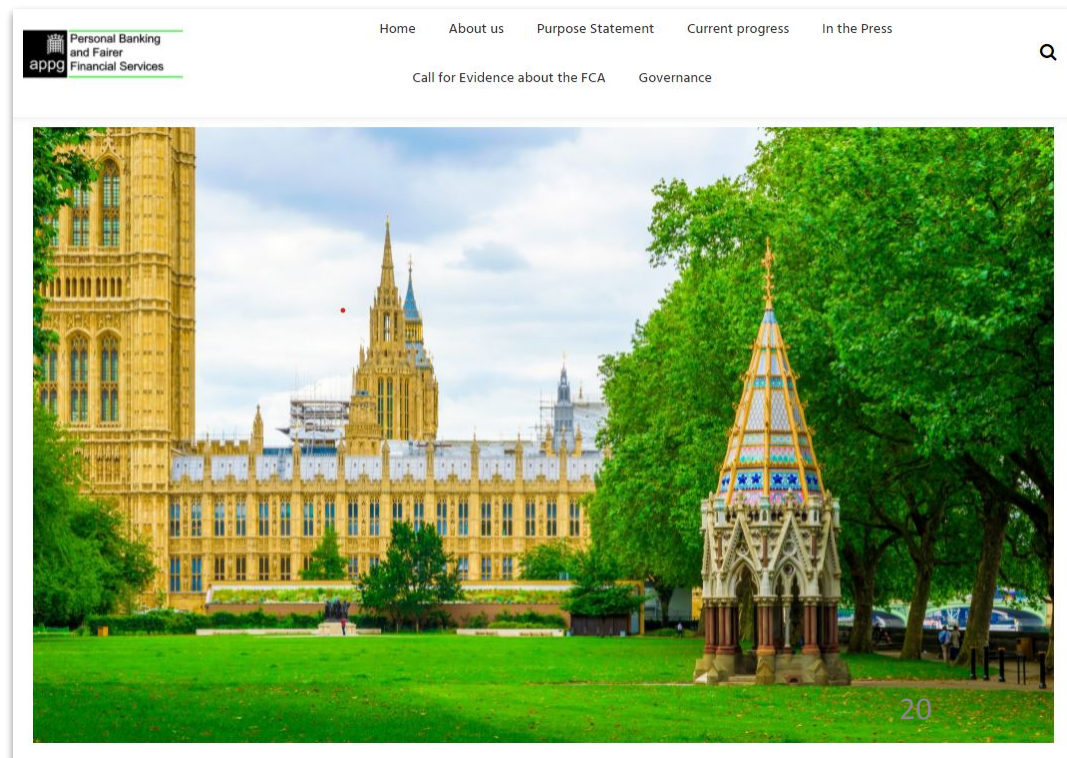 appg
Personal Banking
and Fairer
Financial Services
Home About us Purpose Statement Current progress In the Press
Call for Evidence about the FCA Governance
20